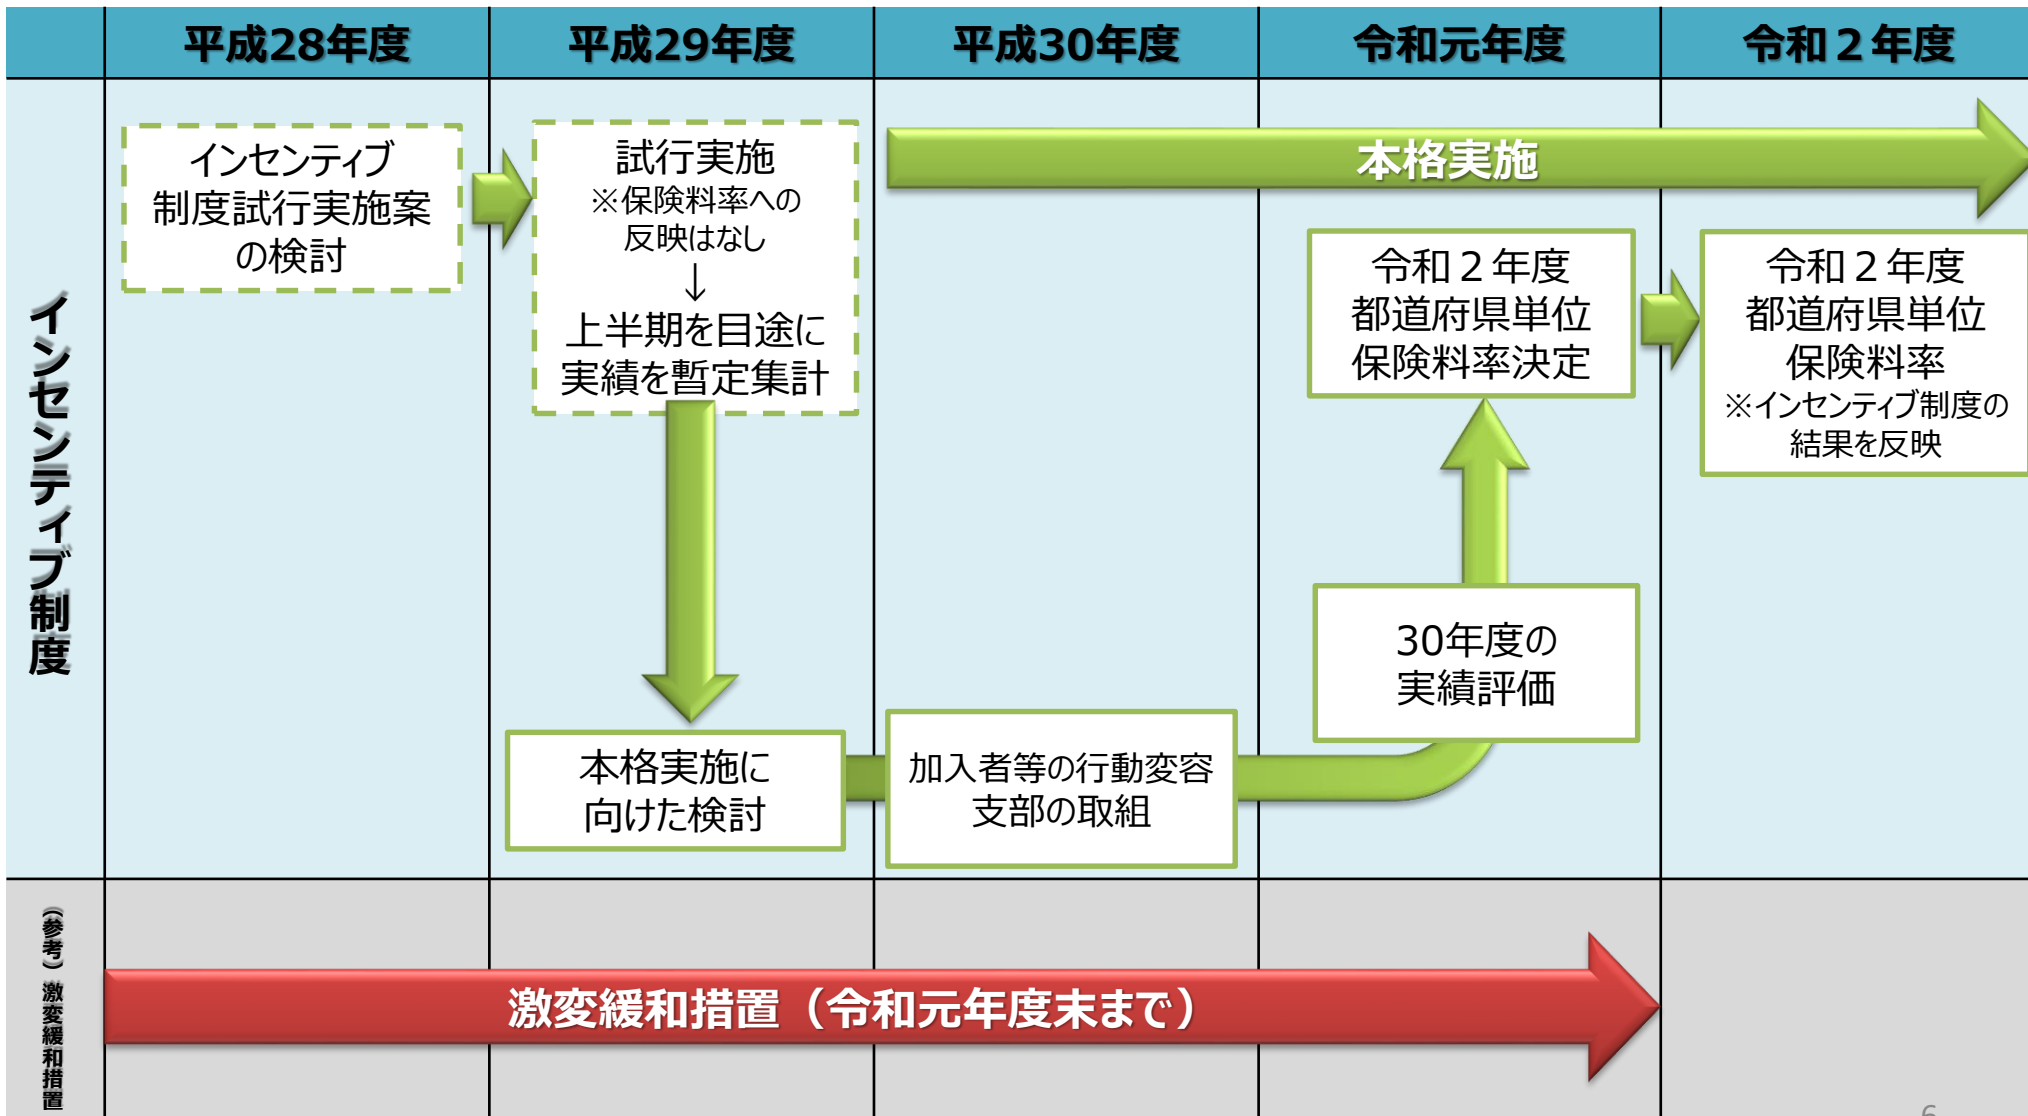 平成28年度
平成29年度
平成30年度
令和元年度
令和２年度
インセンティブ制度
インセンティブ
制度試行実施案
の検討
試行実施
※保険料率への
反映はなし
↓
上半期を目途に
実績を暫定集計
本格実施に
向けた検討
本格実施
加入者等の行動変容
支部の取組
30年度の
実績評価
令和２年度
都道府県単位
保険料率決定
令和２年度
都道府県単位
保険料率
※インセンティブ制度の
結果を反映
（参考）激変緩和措置
激変緩和措置（令和元年度末まで）
6